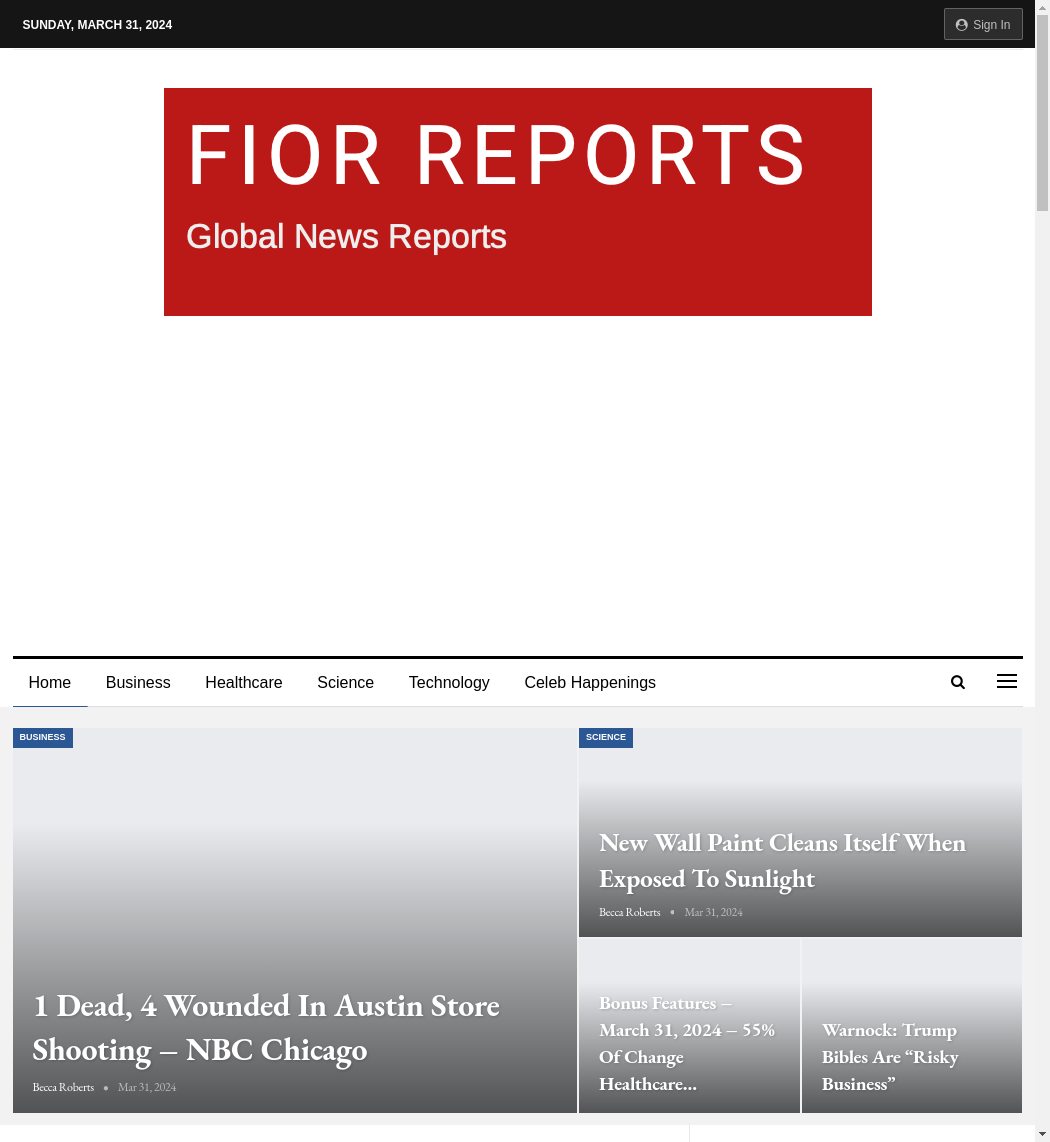 SUNDAY, MARCH 31, 2024
Sign In
FIOR REPORTS
Global News Reports
Home Business Healthcare Science Technology Celeb Happenings
BUSINESS
1 Dead, 4 Wounded In Austin Store
Shooting – NBC Chicago
Becca Roberts Mar 31, 2024
SCIENCE
New Wall Paint Cleans Itself When
Exposed To Sunlight
Becca Roberts Mar 31, 2024
Bonus Features –
March 31, 2024 – 55%
Of Change
Healthcare...
Warnock: Trump
Bibles Are “Risky
Business”